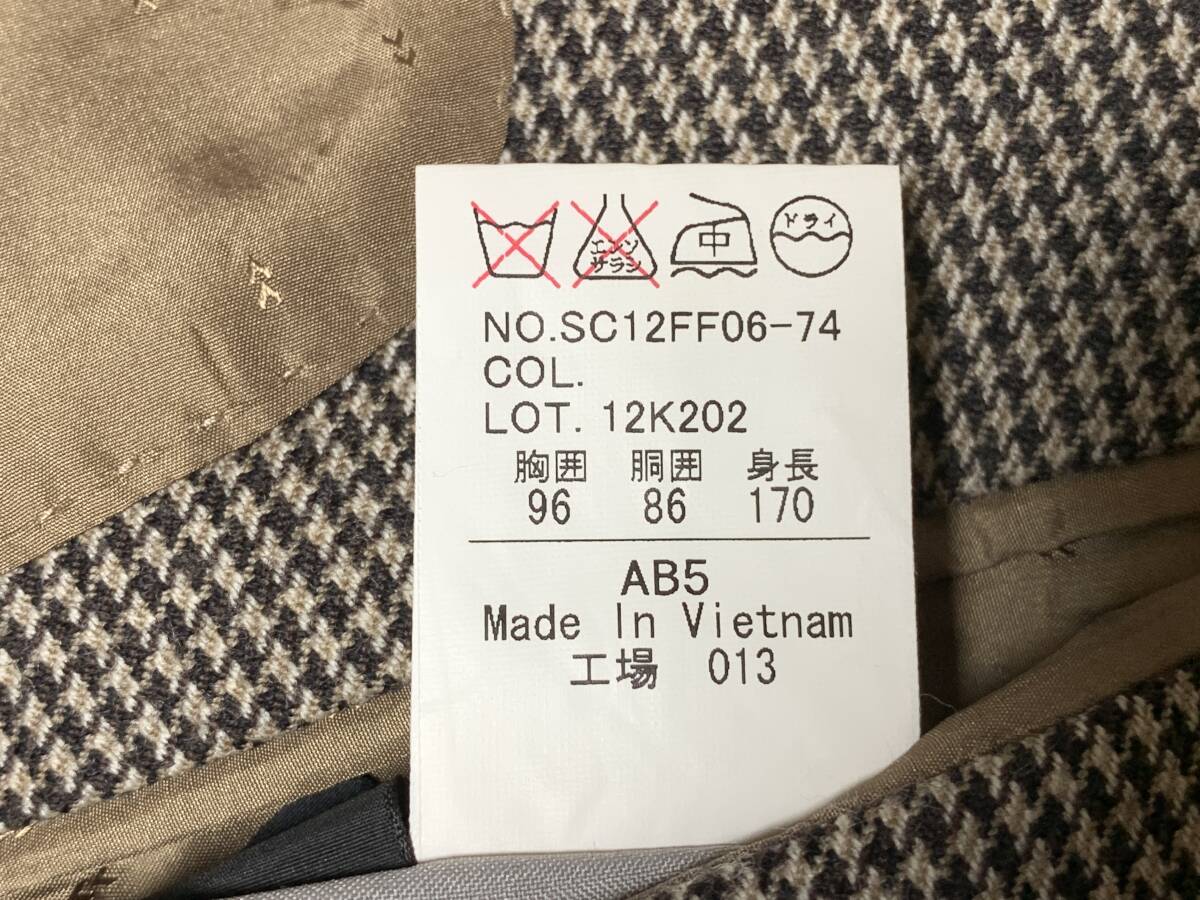 エンソ
サラシ
中
ドライ
NO.SC12FF06-74
COL.
LOT. 12K202
胸囲 胴囲 身長
96 86 170
AB5
Made In Vietnam
工場 013